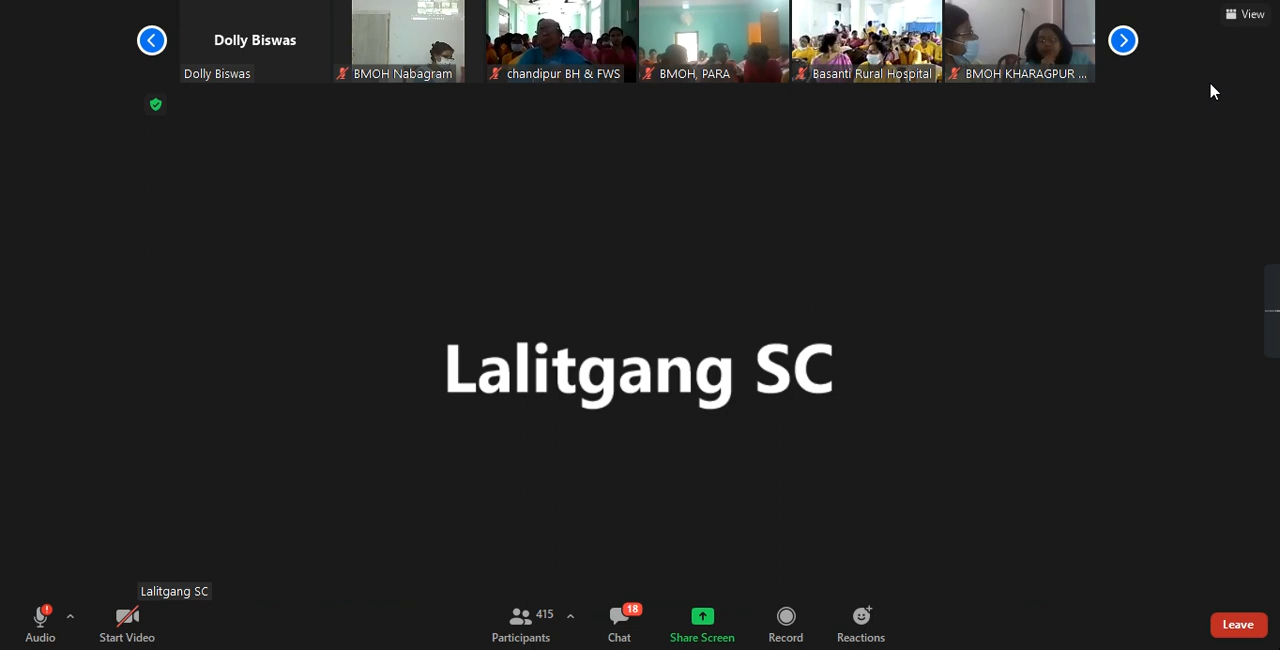 View
Dolly Biswas
Dolly Biswas
BMOH Nabagram
chandipur BH & FWS
BMOH, PARA
Basanti Rural Hospital
BMOH KHARAGPUR ...
Lalitgang SC
Lalitgang SC
415
18
Audio
Start Video
Participants
Chat
Share Screen
Record
Reactions
Leave